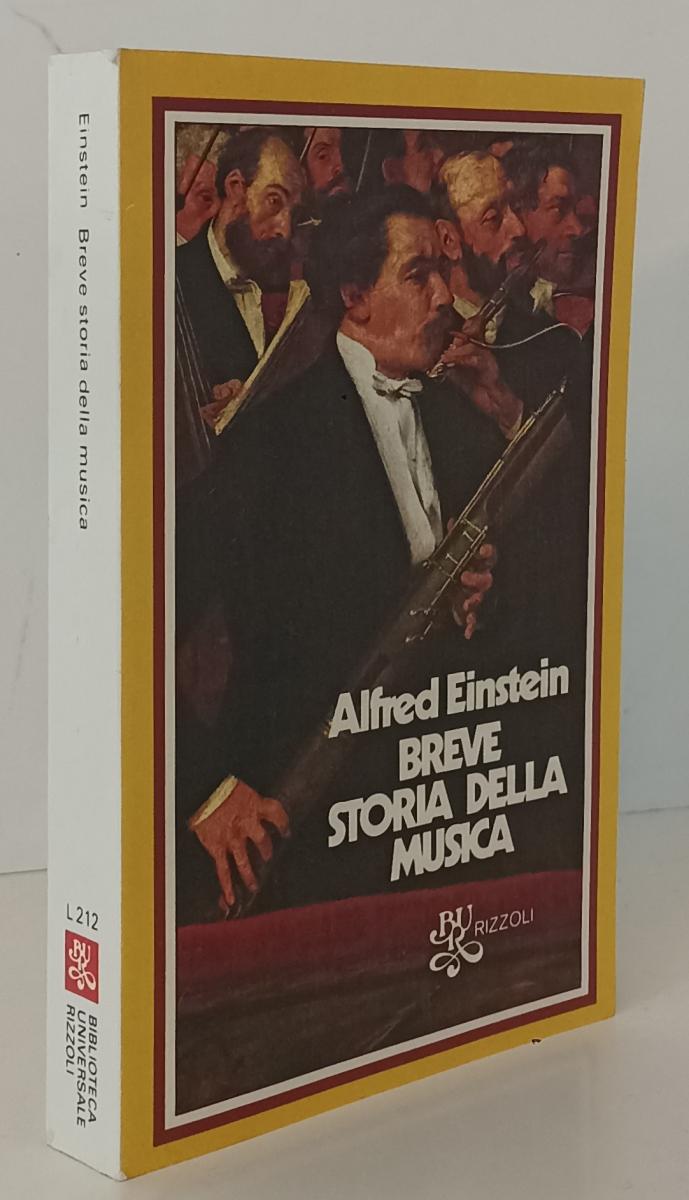 Einstein Breve storia della musica
L 212
BUR
BIBLIOTECA
UNIVERSALE
RIZZOLI
Alfred Einstein
BREVE
STORIA DELLA
MUSICA
BUR RIZZOLI